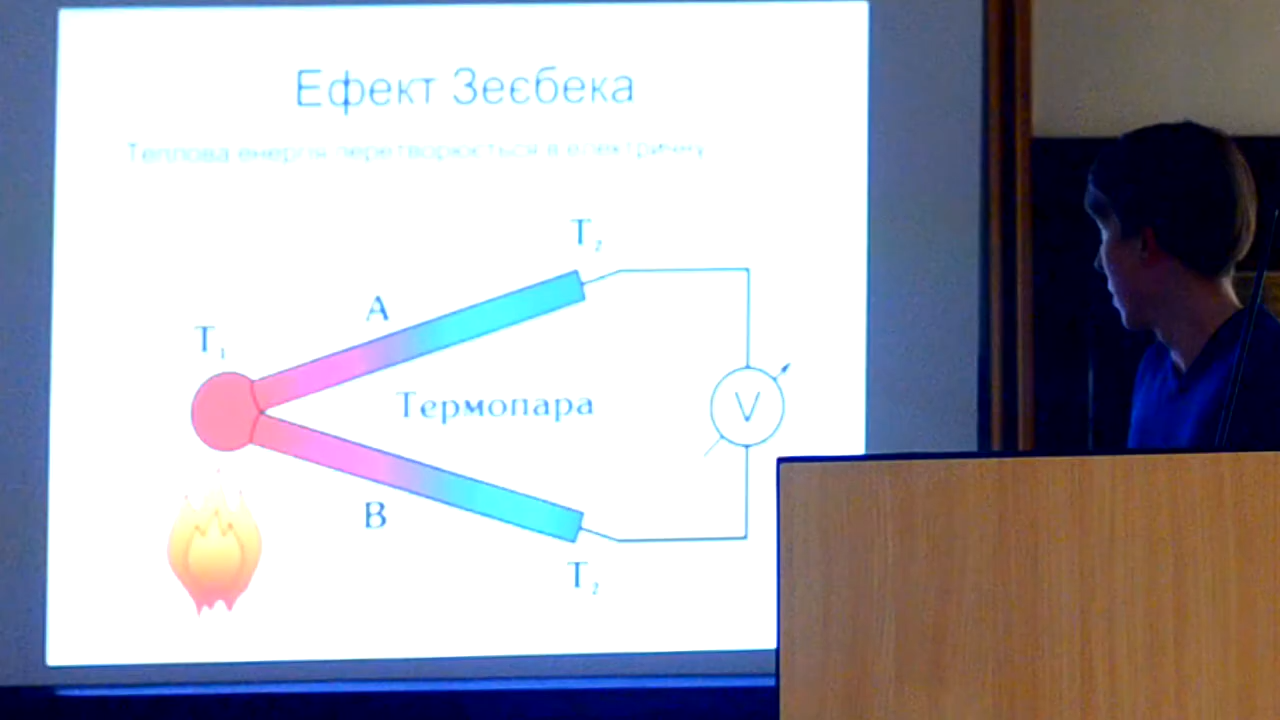 Ефект Зеєбека
Теплова енергія перетворюється в електричну
T₂
A
T₁
Термопара
V
B
T₂